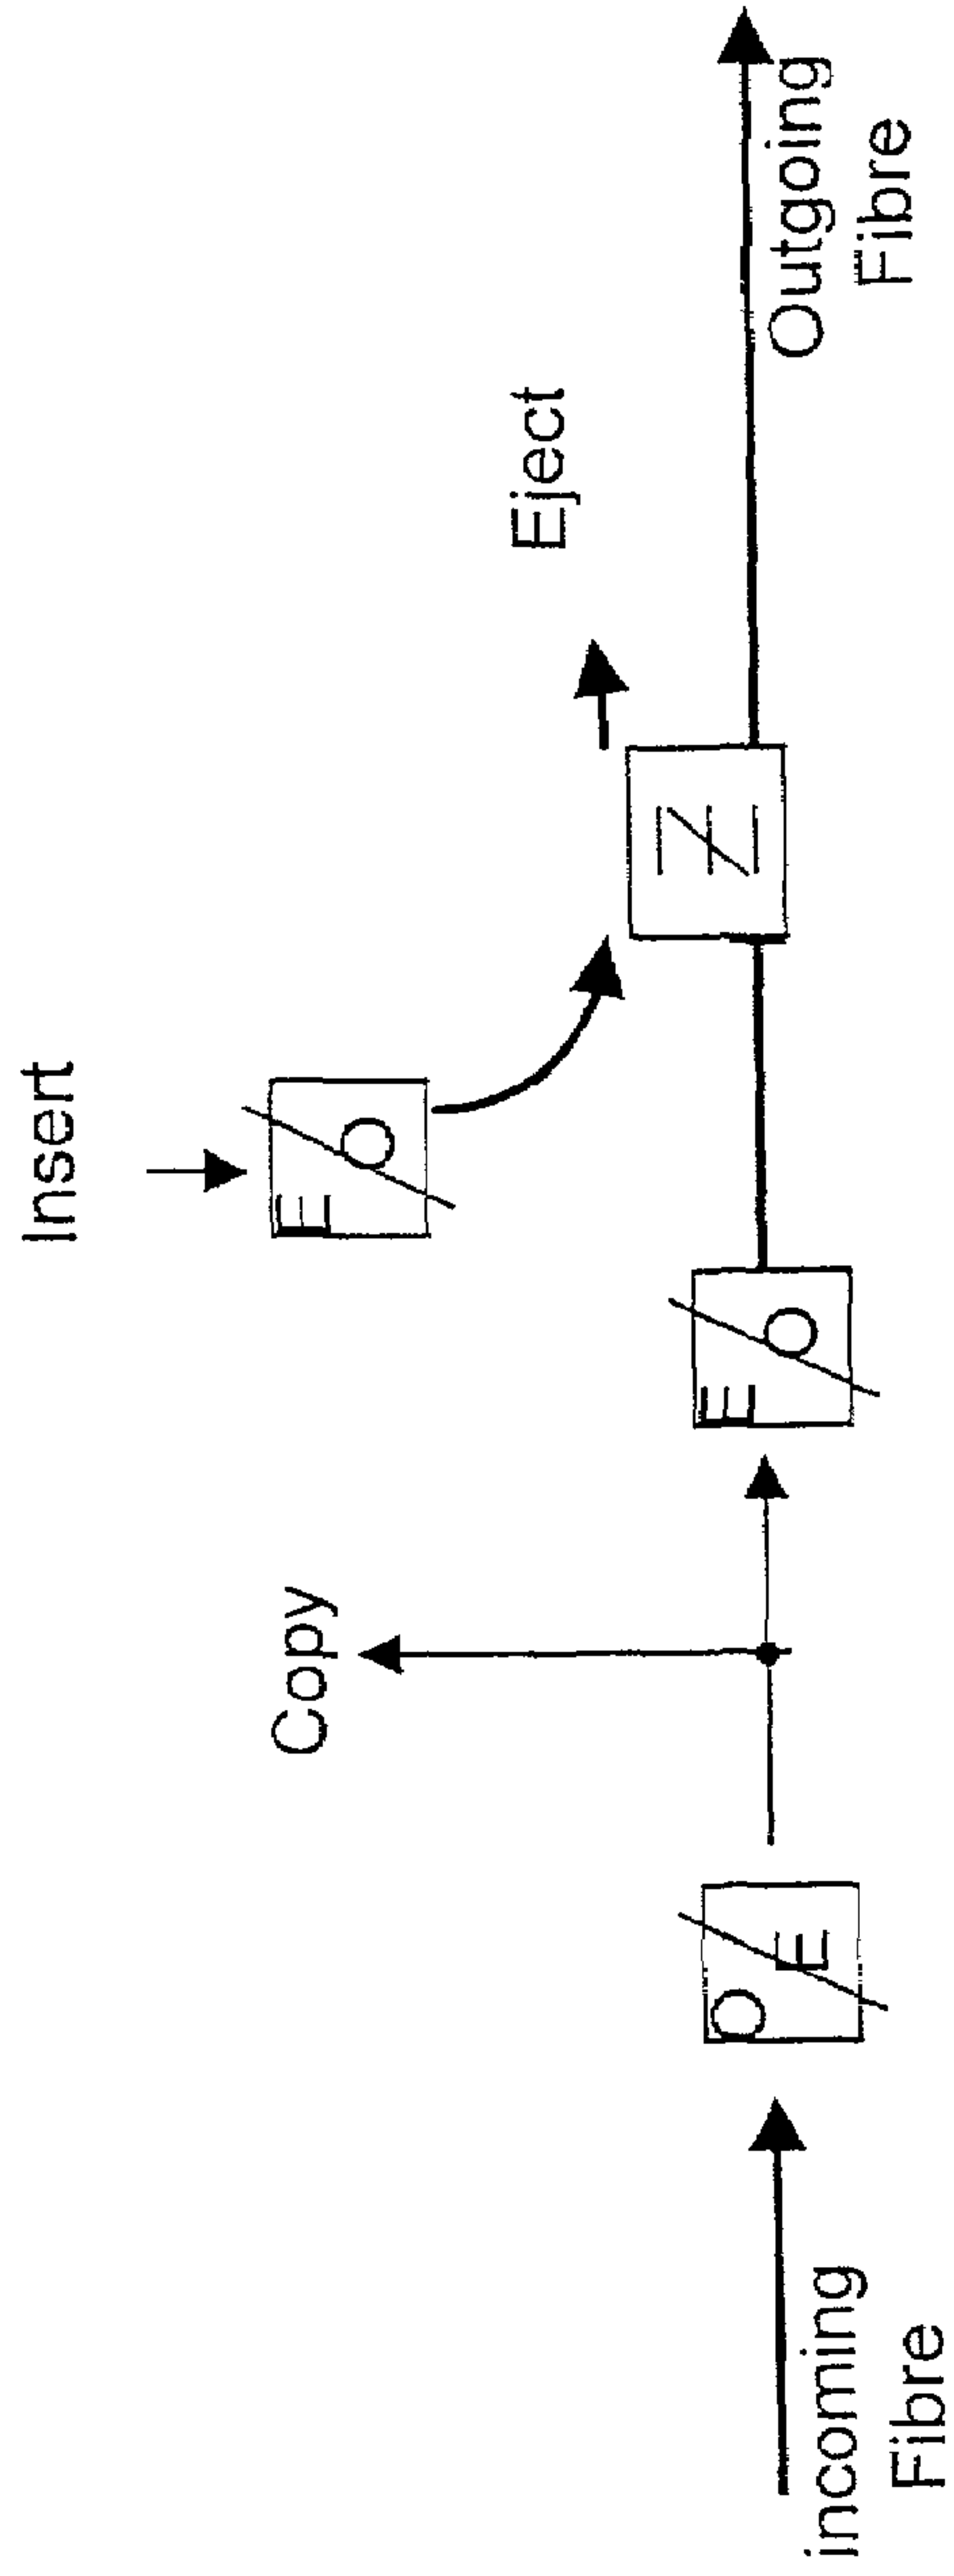 Insert
E
O
Copy
Eject
incoming
Fibre
O
E
E
O
Outgoing
Fibre